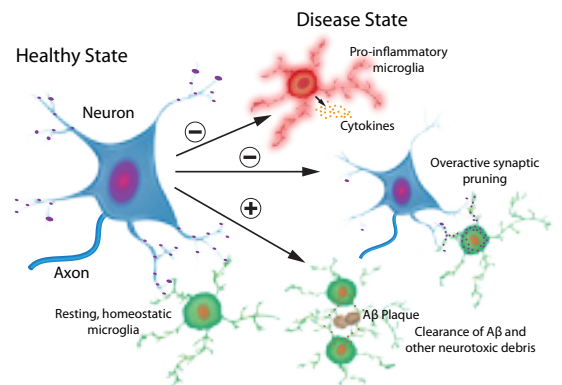 Disease State
Healthy State
Pro-inflammatory
microglia
Neuron
Cytokines
−
−
Overactive synaptic
pruning
+
Axon
Resting, homeostatic
microglia
Aβ Plaque
Clearance of Aβ and
other neurotoxic debris